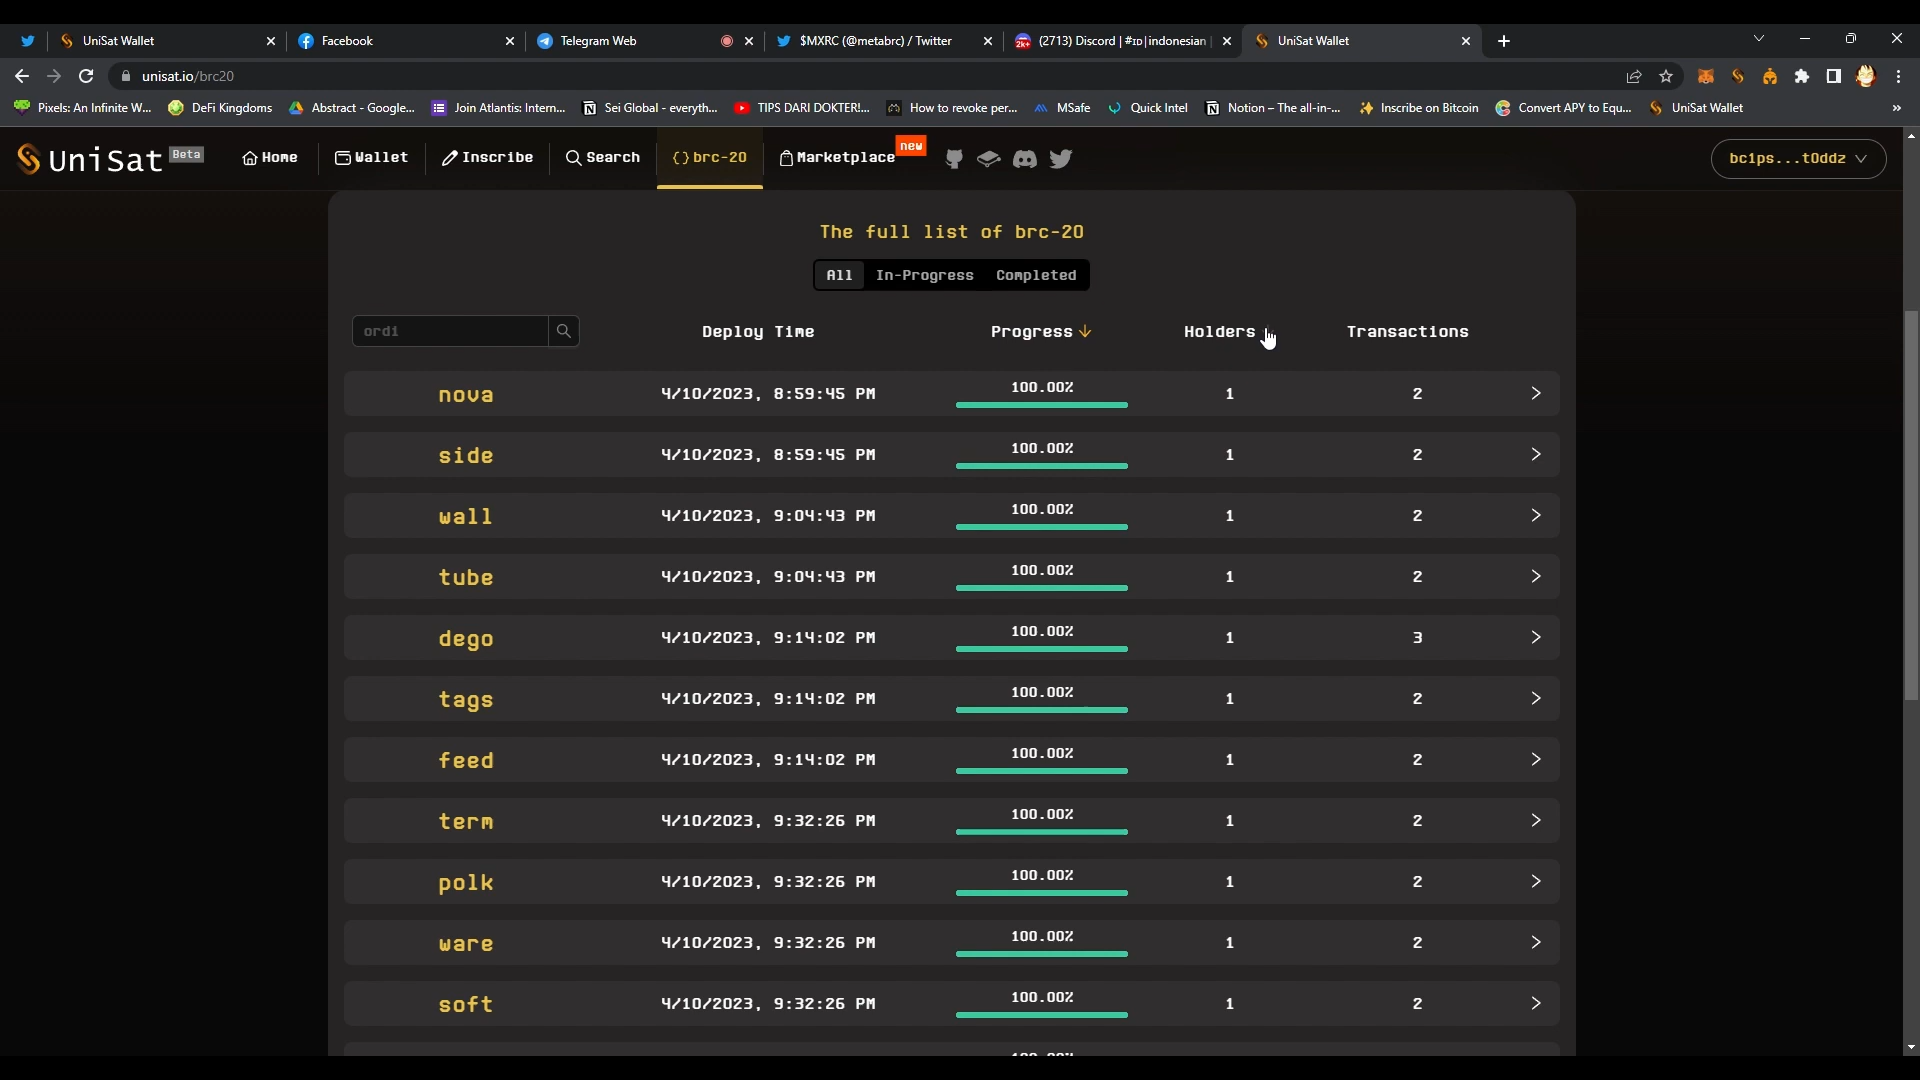 UniSat Wallet
Facebook
Telegram Web
$MXRC (@metabrc) / Twitter
(2713) Discord | #ɪᴅ|indonesian |
UniSat Wallet
unisat.io/brc20
Pixels: An Infinite W...
DeFi Kingdoms
Abstract - Google...
Join Atlantis: Intern...
Sei Global - everyth...
TIPS DARI DOKTER!...
How to revoke per...
MSafe
Quick Intel
Notion – The all-in-...
Inscribe on Bitcoin
Convert APY to Equ...
UniSat Wallet
»
UniSat Beta
Home
Wallet
Inscribe
Search
{}brc-20
Marketplace new
bc1ps...t0ddz
The full list of brc-20
All In-Progress Completed
ordi Deploy Time Progress Holders Transactions
nova 4/10/2023, 8:59:45 PM 100.00% 1 2
side 4/10/2023, 8:59:45 PM 100.00% 1 2
wall 4/10/2023, 9:04:43 PM 100.00% 1 2
tube 4/10/2023, 9:04:43 PM 100.00% 1 2
dego 4/10/2023, 9:14:02 PM 100.00% 1 3
tags 4/10/2023, 9:14:02 PM 100.00% 1 2
feed 4/10/2023, 9:14:02 PM 100.00% 1 2
term 4/10/2023, 9:32:26 PM 100.00% 1 2
polk 4/10/2023, 9:32:26 PM 100.00% 1 2
ware 4/10/2023, 9:32:26 PM 100.00% 1 2
soft 4/10/2023, 9:32:26 PM 100.00% 1 2